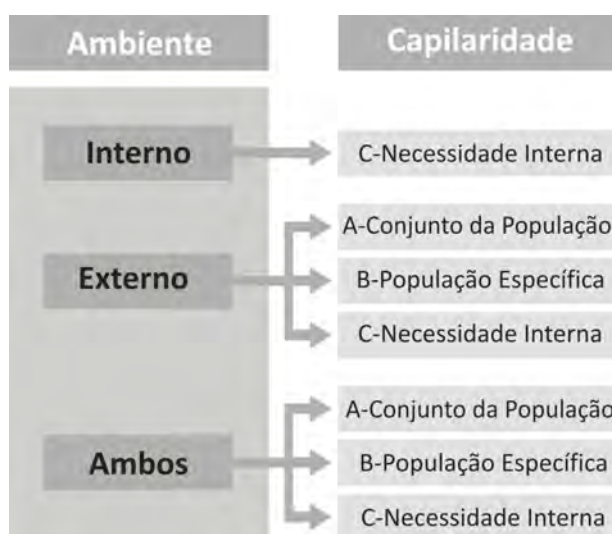 Ambiente
Capilaridade
Interno
C-Necessidade Interna
Externo
A-Conjunto da População
B-População Específica
C-Necessidade Interna
Ambos
A-Conjunto da População
B-População Específica
C-Necessidade Interna